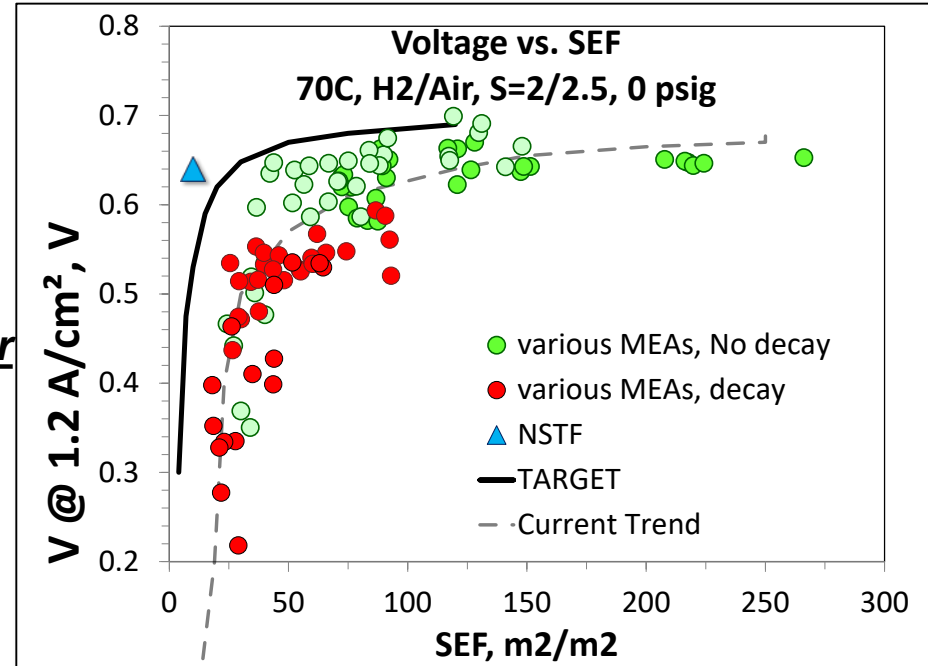 Voltage vs. SEF
70C, H2/Air, S=2/2.5, 0 psig
V @ 1.2 A/cm², V
0.8
0.7
0.6
0.5
0.4
0.3
0.2
r
various MEAs, No decay
various MEAs, decay
NSTF
TARGET
Current Trend
0 50 100 150 200 250 300
SEF, m2/m2